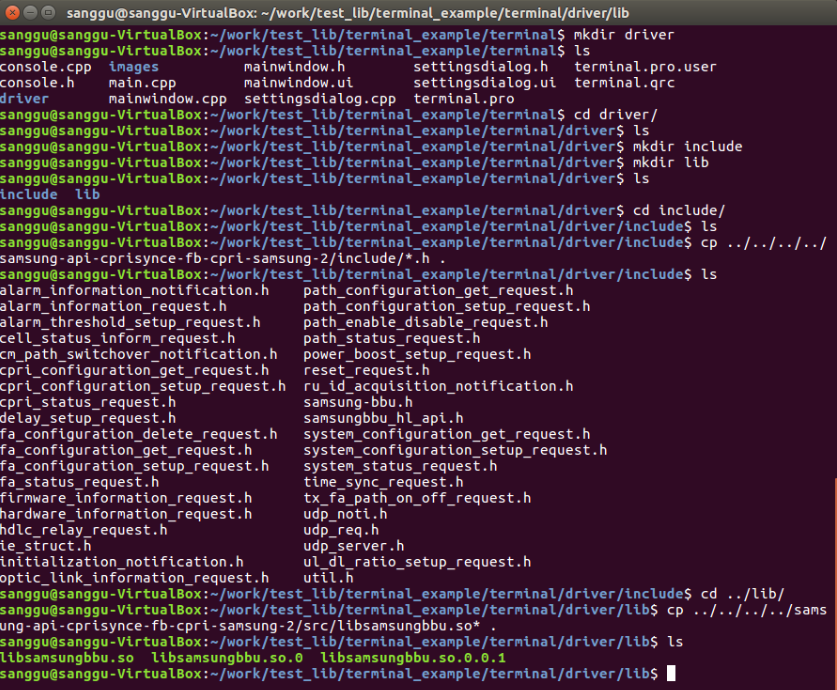 sanggu@sanggu-VirtualBox: ~/work/test_lib/terminal_example/terminal/driver/lib
sanggu@sanggu-VirtualBox:~/work/test_lib/terminal_example/terminal$ mkdir driver
sanggu@sanggu-VirtualBox:~/work/test_lib/terminal_example/terminal$ ls
console.cpp  images          mainwindow.h        settingsdialog.h   terminal.pro.user
console.h    main.cpp        mainwindow.ui       settingsdialog.ui  terminal.qrc
driver       mainwindow.cpp  settingsdialog.cpp  terminal.pro
sanggu@sanggu-VirtualBox:~/work/test_lib/terminal_example/terminal$ cd driver/
sanggu@sanggu-VirtualBox:~/work/test_lib/terminal_example/terminal/driver$ ls
sanggu@sanggu-VirtualBox:~/work/test_lib/terminal_example/terminal/driver$ mkdir include
sanggu@sanggu-VirtualBox:~/work/test_lib/terminal_example/terminal/driver$ mkdir lib
sanggu@sanggu-VirtualBox:~/work/test_lib/terminal_example/terminal/driver$ ls
include  lib
sanggu@sanggu-VirtualBox:~/work/test_lib/terminal_example/terminal/driver$ cd include/
sanggu@sanggu-VirtualBox:~/work/test_lib/terminal_example/terminal/driver/include$ ls
sanggu@sanggu-VirtualBox:~/work/test_lib/terminal_example/terminal/driver/include$ cp ../../../../
samsung-api-cprisynce-fb-cpri-samsung-2/include/*.h .
sanggu@sanggu-VirtualBox:~/work/test_lib/terminal_example/terminal/driver/include$ ls
alarm_information_notification.h    path_configuration_get_request.h
alarm_information_request.h         path_configuration_setup_request.h
alarm_threshold_setup_request.h     path_enable_disable_request.h
cell_status_inform_request.h        path_status_request.h
cm_path_switchover_notification.h   power_boost_setup_request.h
cpri_configuration_get_request.h    reset_request.h
cpri_configuration_setup_request.h  ru_id_acquisition_notification.h
cpri_status_request.h               samsung-bbu.h
delay_setup_request.h               samsungbbu_hl_api.h
fa_configuration_delete_request.h   system_configuration_get_request.h
fa_configuration_get_request.h      system_configuration_setup_request.h
fa_configuration_setup_request.h    system_status_request.h
fa_status_request.h                 time_sync_request.h
firmware_information_request.h      tx_fa_path_on_off_request.h
hardware_information_request.h      udp_noti.h
hdlc_relay_request.h                udp_req.h
ie_struct.h                         udp_server.h
initialization_notification.h       ul_dl_ratio_setup_request.h
optic_link_information_request.h    util.h
sanggu@sanggu-VirtualBox:~/work/test_lib/terminal_example/terminal/driver/include$ cd ../lib/
sanggu@sanggu-VirtualBox:~/work/test_lib/terminal_example/terminal/driver/lib$ cp ../../../../sams
ung-api-cprisynce-fb-cpri-samsung-2/src/libsamsungbbu.so* .
sanggu@sanggu-VirtualBox:~/work/test_lib/terminal_example/terminal/driver/lib$ ls
libsamsungbbu.so  libsamsungbbu.so.0  libsamsungbbu.so.0.0.1
sanggu@sanggu-VirtualBox:~/work/test_lib/terminal_example/terminal/driver/lib$